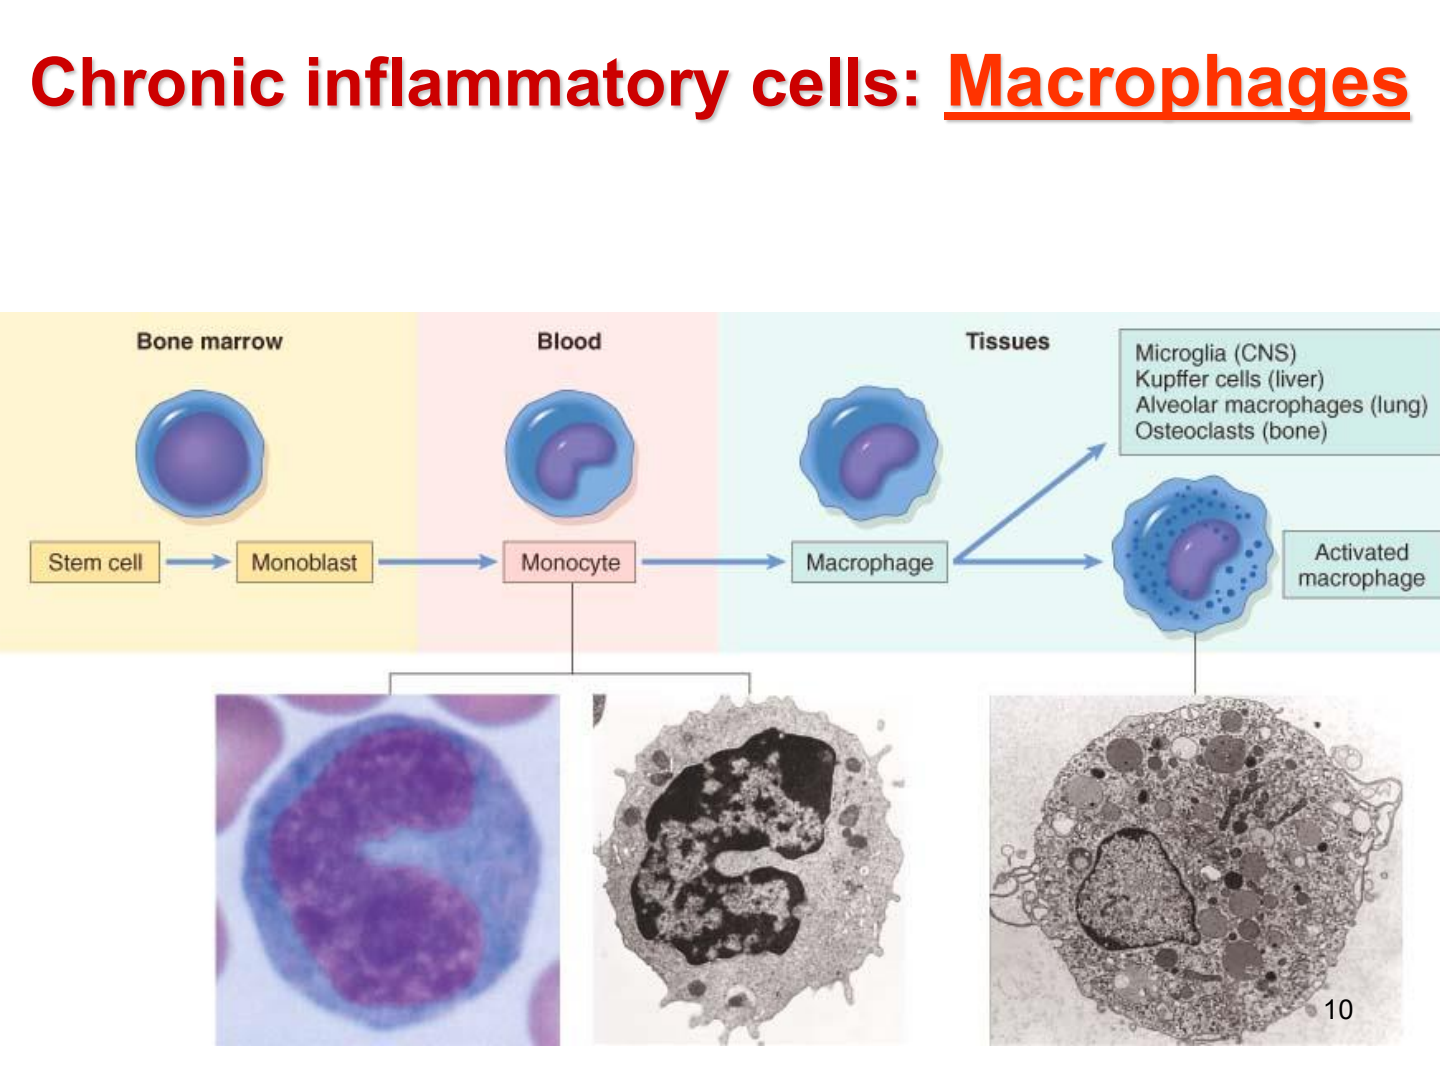 Chronic inflammatory cells: Macrophages
Bone marrow
Blood
Tissues
Microglia (CNS)
Kupffer cells (liver)
Alveolar macrophages (lung)
Osteoclasts (bone)
Stem cell
Monoblast
Monocyte
Macrophage
Activated
macrophage
10